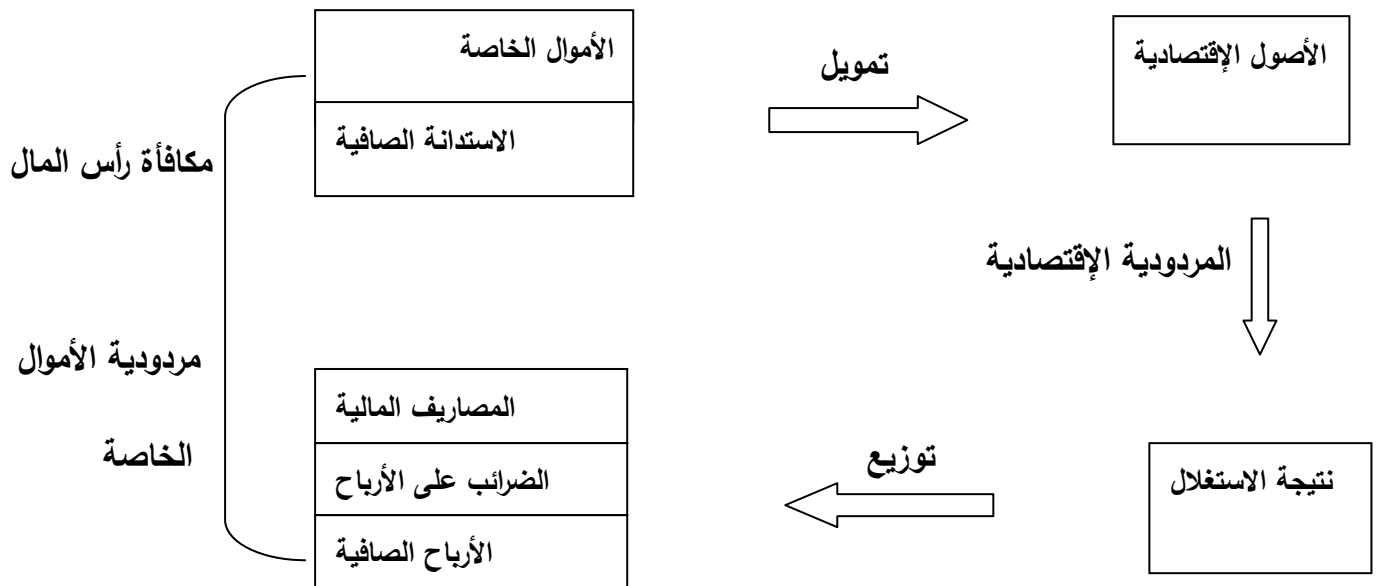 الأصول الإقتصادية
تمويل
الأموال الخاصة
الاستدانة الصافية
مكافأة رأس المال
المردودية الإقتصادية
مردودية الأموال
الخاصة
المصاريف المالية
الضرائب على الأرباح
الأرباح الصافية
توزيع
نتيجة الاستغلال